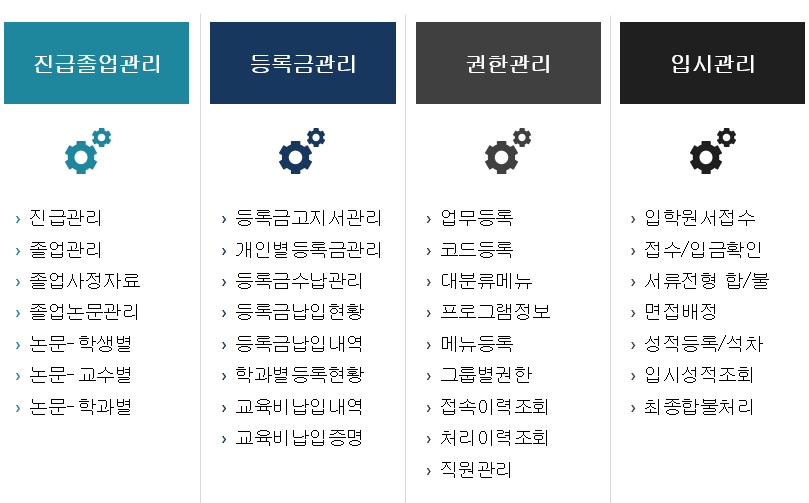 진급졸업관리
› 진급관리
› 졸업관리
› 졸업사정자료
› 졸업논문관리
› 논문- 학생별
› 논문- 교수별
› 논문- 학과별
등록금관리
› 등록금고지서관리
› 개인별등록금관리
› 등록금수납관리
› 등록금납입현황
› 등록금납입내역
› 학과별등록현황
› 교육비납입내역
› 교육비납입증명
권한관리
› 업무등록
› 코드등록
› 대분류메뉴
› 프로그램정보
› 메뉴등록
› 그룹별권한
› 접속이력조회
› 처리이력조회
› 직원관리
입시관리
› 입학원서접수
› 접수/입금확인
› 서류전형 합/불
› 면접배정
› 성적등록/석차
› 입시성적조회
› 최종합불처리